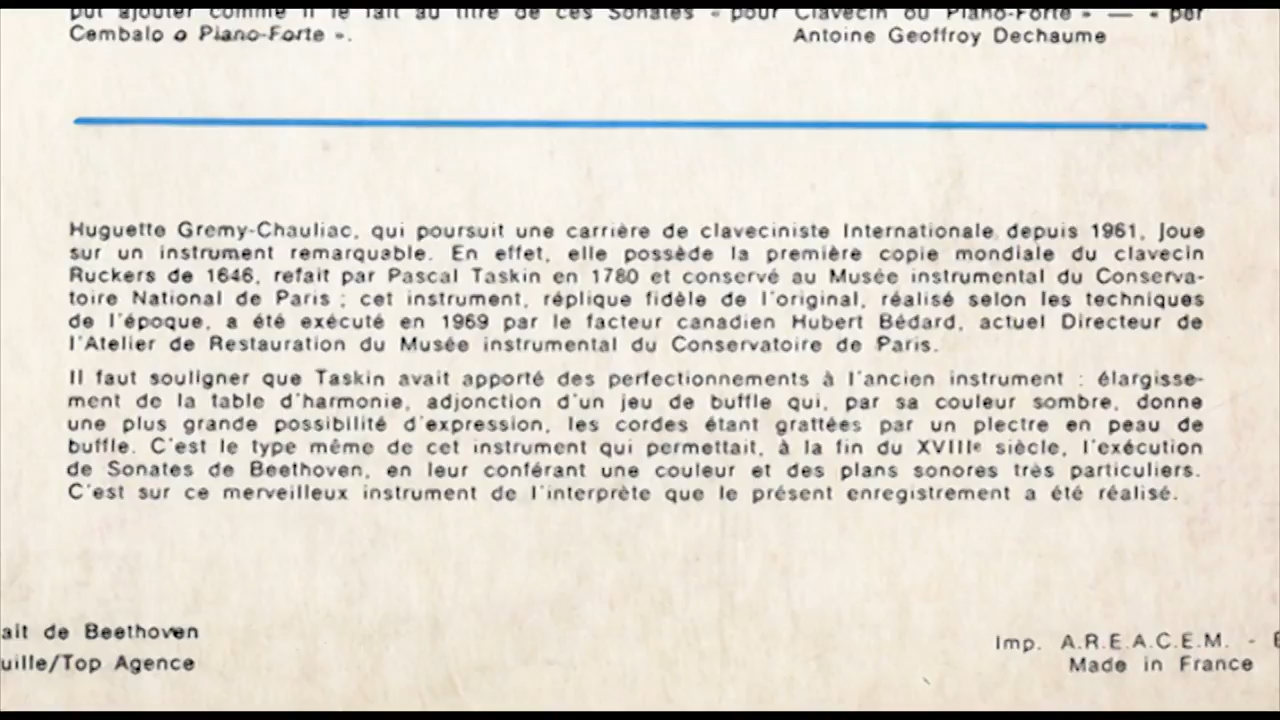 put ajouter comme il le fait au titre de ces Sonates « pour Clavecin ou Piano-Forte » — « per
Cembalo o Piano-Forte ».
Antoine Geoffroy Dechaume
Huguette Gremy-Chauliac, qui poursuit une carrière de claveciniste Internationale depuis 1961, Joue
sur un instrument remarquable. En effet, elle possède la première copie mondiale du clavecin
Ruckers de 1646, refait par Pascal Taskin en 1780 et conservé au Musée instrumental du Conserva-
toire National de Paris ; cet instrument, réplique fidèle de l'original, réalisé selon les techniques
de l'époque, a été exécuté en 1969 par le facteur canadien Hubert Bédard, actuel Directeur de
l'Atelier de Restauration du Musée instrumental du Conservatoire de Paris.
Il faut souligner que Taskin avait apporté des perfectionnements à l'ancien instrument : élargisse-
ment de la table d'harmonie, adjonction d'un jeu de buffle qui, par sa couleur sombre, donne
une plus grande possibilité d'expression, les cordes étant grattées par un plectre en peau de
buffle. C'est le type même de cet instrument qui permettait, à la fin du XVIIIe siècle, l'exécution
de Sonates de Beethoven, en leur conférant une couleur et des plans sonores très particuliers.
C'est sur ce merveilleux instrument de l'interprète que le présent enregistrement a été réalisé.
ait de Beethoven
uille/Top Agence
Imp. A.R.E.A.C.E.M. -
Made in France